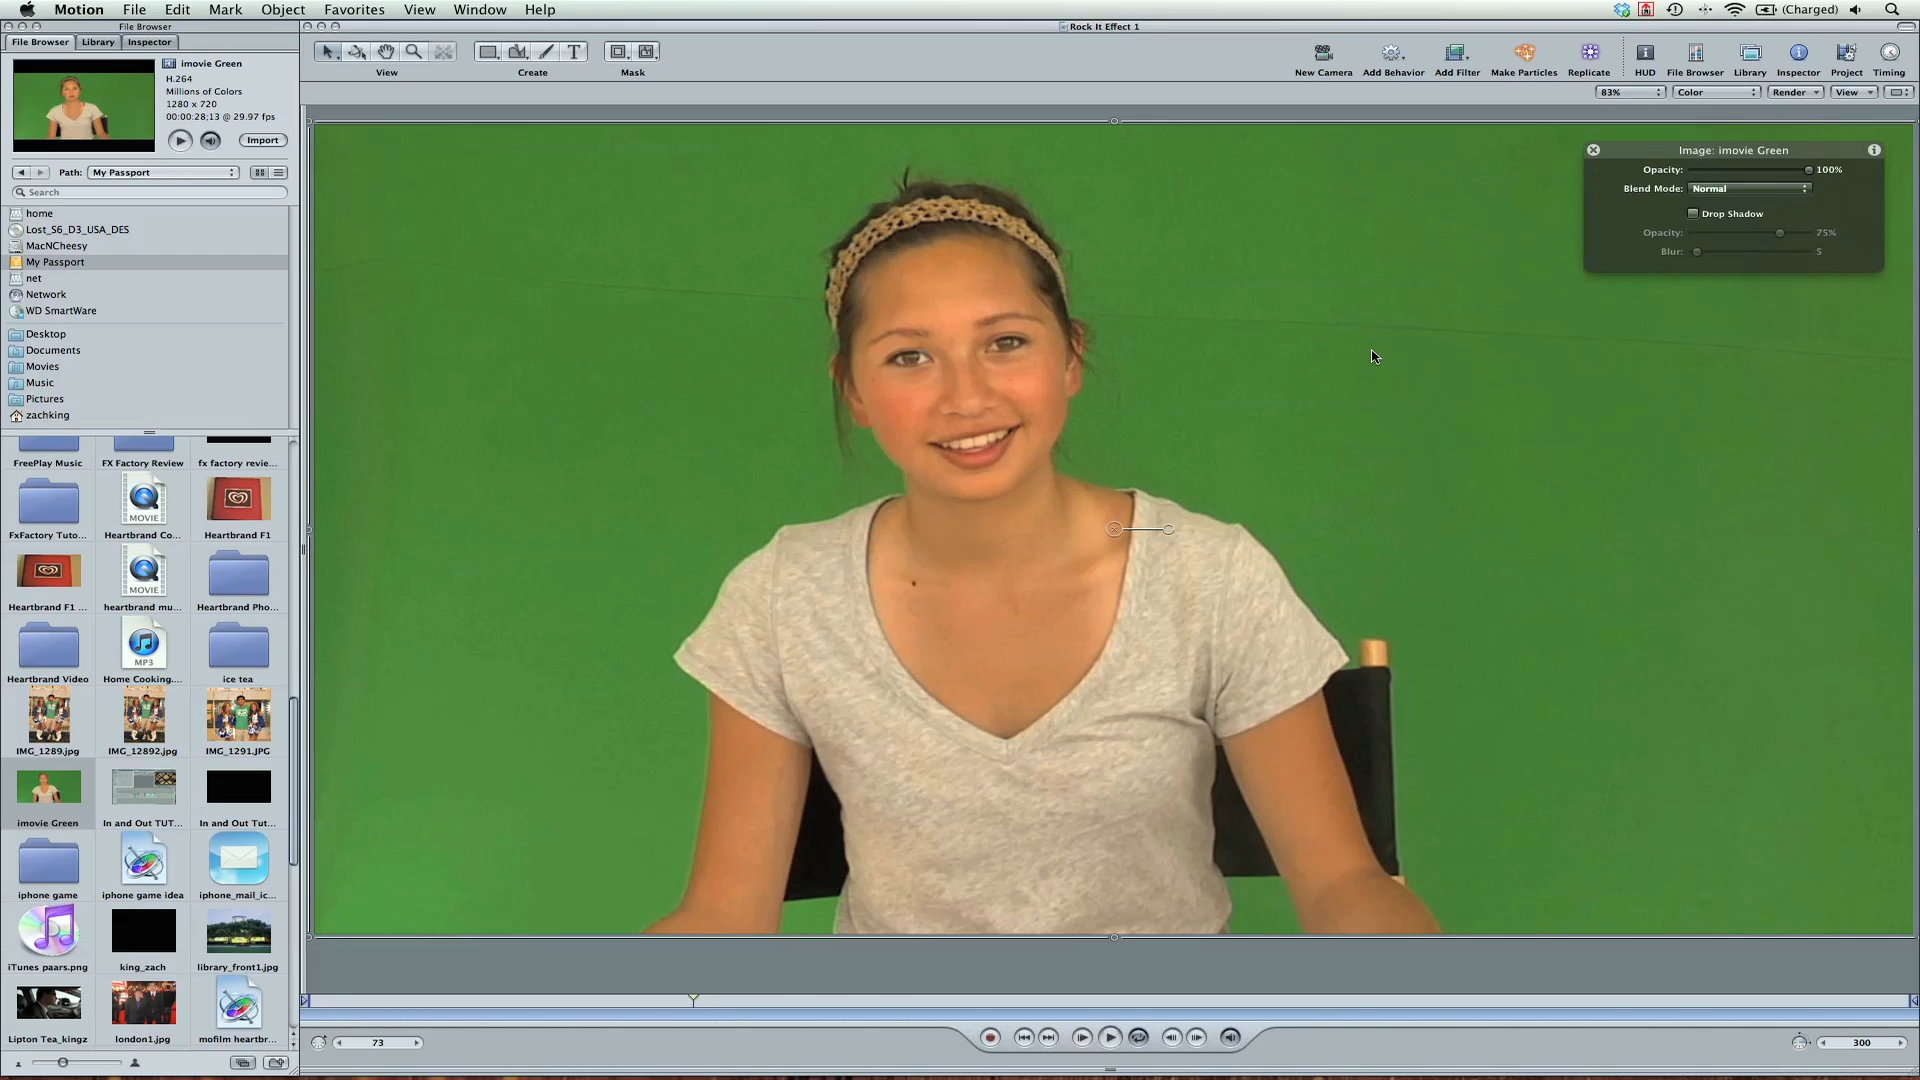 Motion File Edit Mark Object Favorites View Window Help (Charged)
File Browser
Rock It Effect 1
File Browser Library Inspector
imovie Green
H.264
Millions of Colors
1280 x 720
00:00:28;13 @ 29.97 fps
Import
View Create Mask
New Camera Add Behavior Add Filter Make Particles Replicate HUD File Browser Library Inspector Project Timing
83% Color Render View
Path: My Passport
Search
home
Lost_S6_D3_USA_DES
MacNCheesy
My Passport
net
Network
WD SmartWare
Desktop
Documents
Movies
Music
Pictures
zachking
FreePlay Music FX Factory Review fx factory revie...
MOVIE
FxFactory Tuto... Heartbrand Co... Heartbrand F1
MOVIE
Heartbrand F1 ... heartbrand mu... Heartbrand Pho...
MP3
Heartbrand Video Home Cooking.... ice tea
IMG_1289.jpg IMG_12892.jpg IMG_1291.JPG
imovie Green In and Out TUT... In and Out Tut...
iphone game iphone game idea iphone_mail_ic...
iTunes paars.png king_zach library_front1.jpg
Lipton Tea_kingz london1.jpg mofilm heartbr...
Image: imovie Green
Opacity: 100%
Blend Mode: Normal
Drop Shadow
Opacity: 75%
Blur: 5
73
300